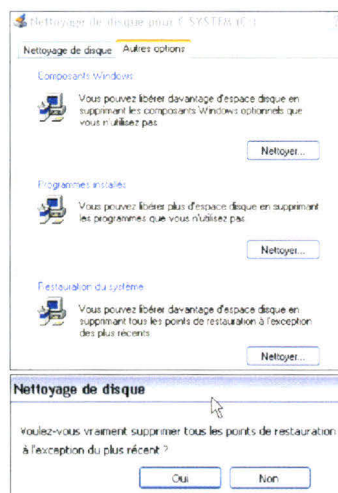 Nettoyage de disque pour C SYSTEM (C:)
Nettoyage de disque
Autres options
Composants Windows
Vous pouvez libérer davantage d'espace disque en
supprimant les composants Windows optionnels que
vous n'utilisez pas
Nettoyer...
Programmes installés
Vous pouvez libérer plus d'espace disque en supprimant
les programmes que vous n'utilisez pas
Nettoyer...
Restauration du système
Vous pouvez libérer davantage d'espace disque en
supprimant tous les points de restauration à l'exception
des plus récents
Nettoyer...
Nettoyage de disque
Voulez-vous vraiment supprimer tous les points de restauration
à l'exception du plus récent ?
Oui
Non